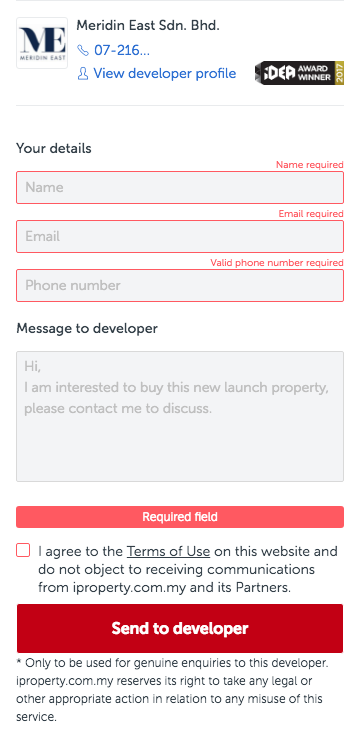 ME
MERIDIN EAST
Meridin East Sdn. Bhd.
07-216...
View developer profile
iDEA AWARD WINNER 2017
Your details
Name required
Name
Email required
Email
Valid phone number required
Phone number
Message to developer
Hi,
I am interested to buy this new launch property,
please contact me to discuss.
Required field
I agree to the Terms of Use on this website and
do not object to receiving communications
from iproperty.com.my and its Partners.
Send to developer
* Only to be used for genuine enquiries to this developer.
iproperty.com.my reserves its right to take any legal or
other appropriate action in relation to any misuse of this
service.